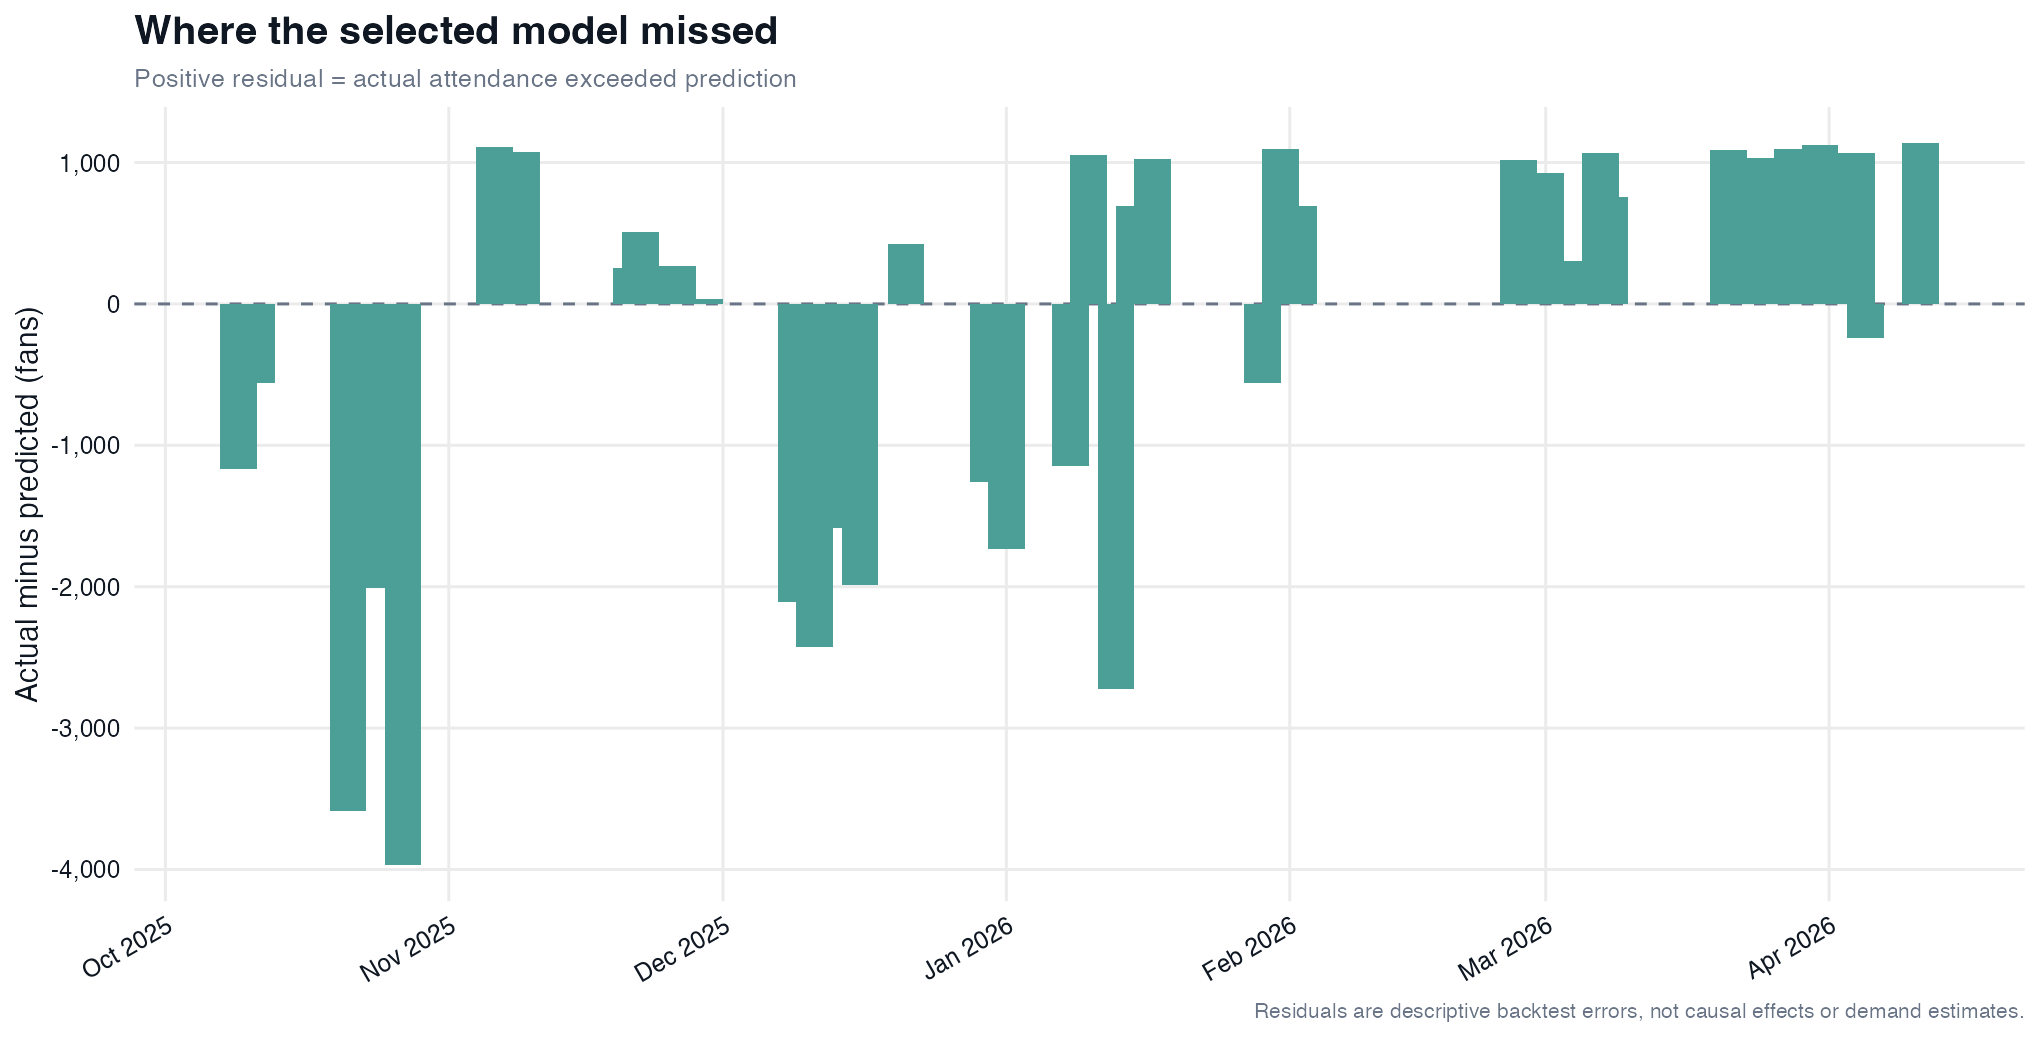 Where the selected model missed
Positive residual = actual attendance exceeded prediction
Actual minus predicted (fans)
1,000
0
-1,000
-2,000
-3,000
-4,000
Oct 2025
Nov 2025
Dec 2025
Jan 2026
Feb 2026
Mar 2026
Apr 2026
Residuals are descriptive backtest errors, not causal effects or demand estimates.